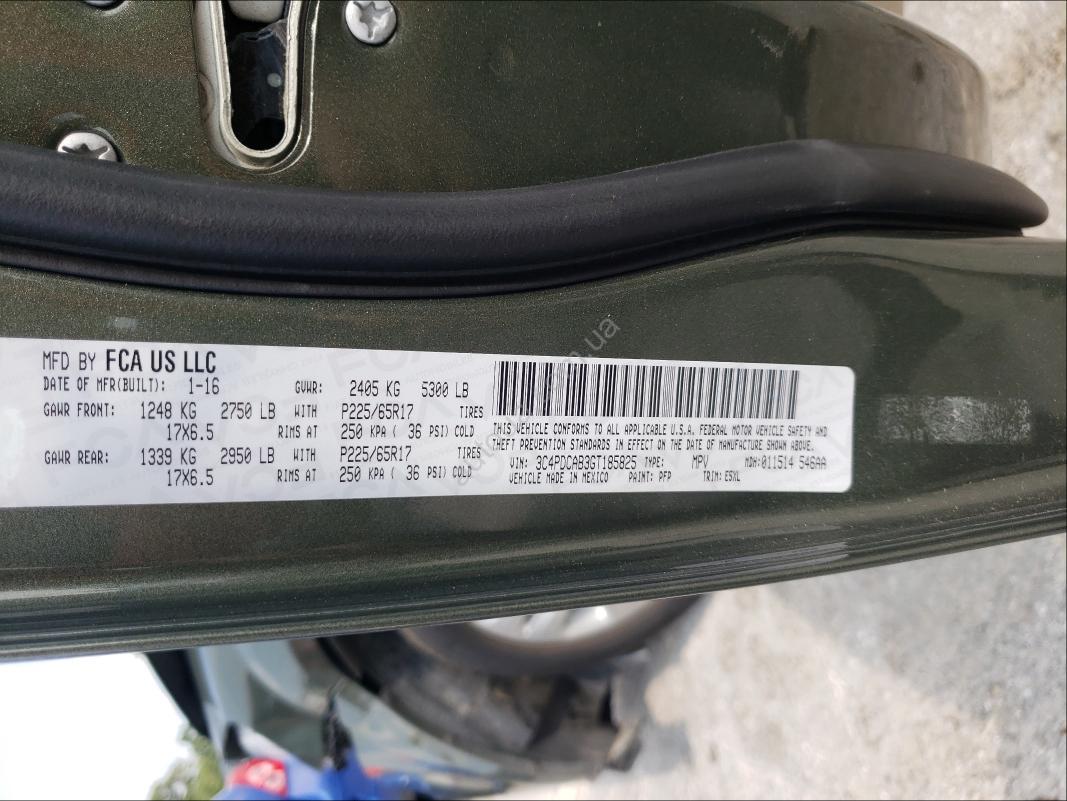 MFD BY FCA US LLC
DATE OF MFR(BUILT): 1-16 GVWR: 2405 KG 5300 LB
GAWR FRONT: 1248 KG 2750 LB WITH P225/65R17 TIRES
17X6.5 RIMS AT 250 KPA ( 36 PSI) COLD
GAWR REAR: 1339 KG 2950 LB WITH P225/65R17 TIRES
17X6.5 RIMS AT 250 KPA ( 36 PSI) COLD
THIS VEHICLE CONFORMS TO ALL APPLICABLE U.S.A. FEDERAL MOTOR VEHICLE SAFETY AND
THEFT PREVENTION STANDARDS IN EFFECT ON THE DATE OF MANUFACTURE SHOWN ABOVE.
VIN: 3C4PDCAB3GT185825 TYPE: MPV MDH: 011514 546AA
VEHICLE MADE IN MEXICO PAINT: PFP TRIM: E5XL